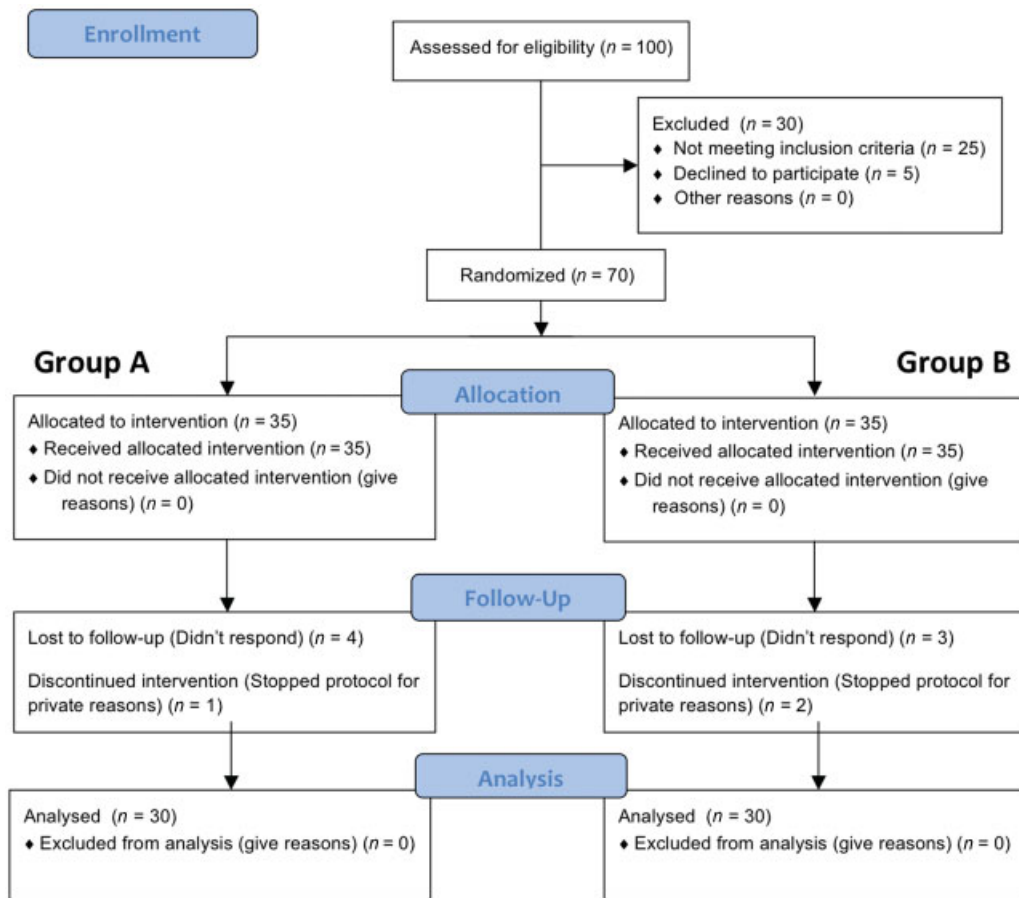 Enrollment
Assessed for eligibility (n = 100)
Excluded (n = 30)
♦ Not meeting inclusion criteria (n = 25)
♦ Declined to participate (n = 5)
♦ Other reasons (n = 0)
Randomized (n = 70)
Group A
Group B
Allocation
Allocated to intervention (n = 35)
♦ Received allocated intervention (n = 35)
♦ Did not receive allocated intervention (give
reasons) (n = 0)
Allocated to intervention (n = 35)
♦ Received allocated intervention (n = 35)
♦ Did not receive allocated intervention (give
reasons) (n = 0)
Follow-Up
Lost to follow-up (Didn't respond) (n = 4)
Discontinued intervention (Stopped protocol for
private reasons) (n = 1)
Lost to follow-up (Didn't respond) (n = 3)
Discontinued intervention (Stopped protocol for
private reasons) (n = 2)
Analysis
Analysed (n = 30)
♦ Excluded from analysis (give reasons) (n = 0)
Analysed (n = 30)
♦ Excluded from analysis (give reasons) (n = 0)